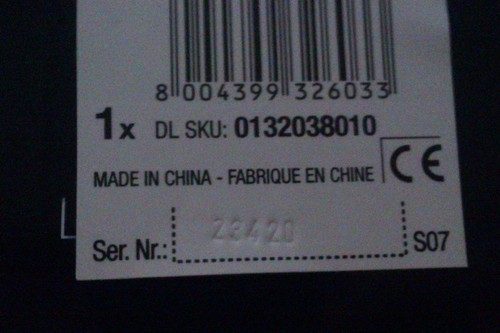 8 004399 326033
1x DL SKU: 0132038010
MADE IN CHINA - FABRIQUE EN CHINE CE
Ser. Nr.: 23420 S07